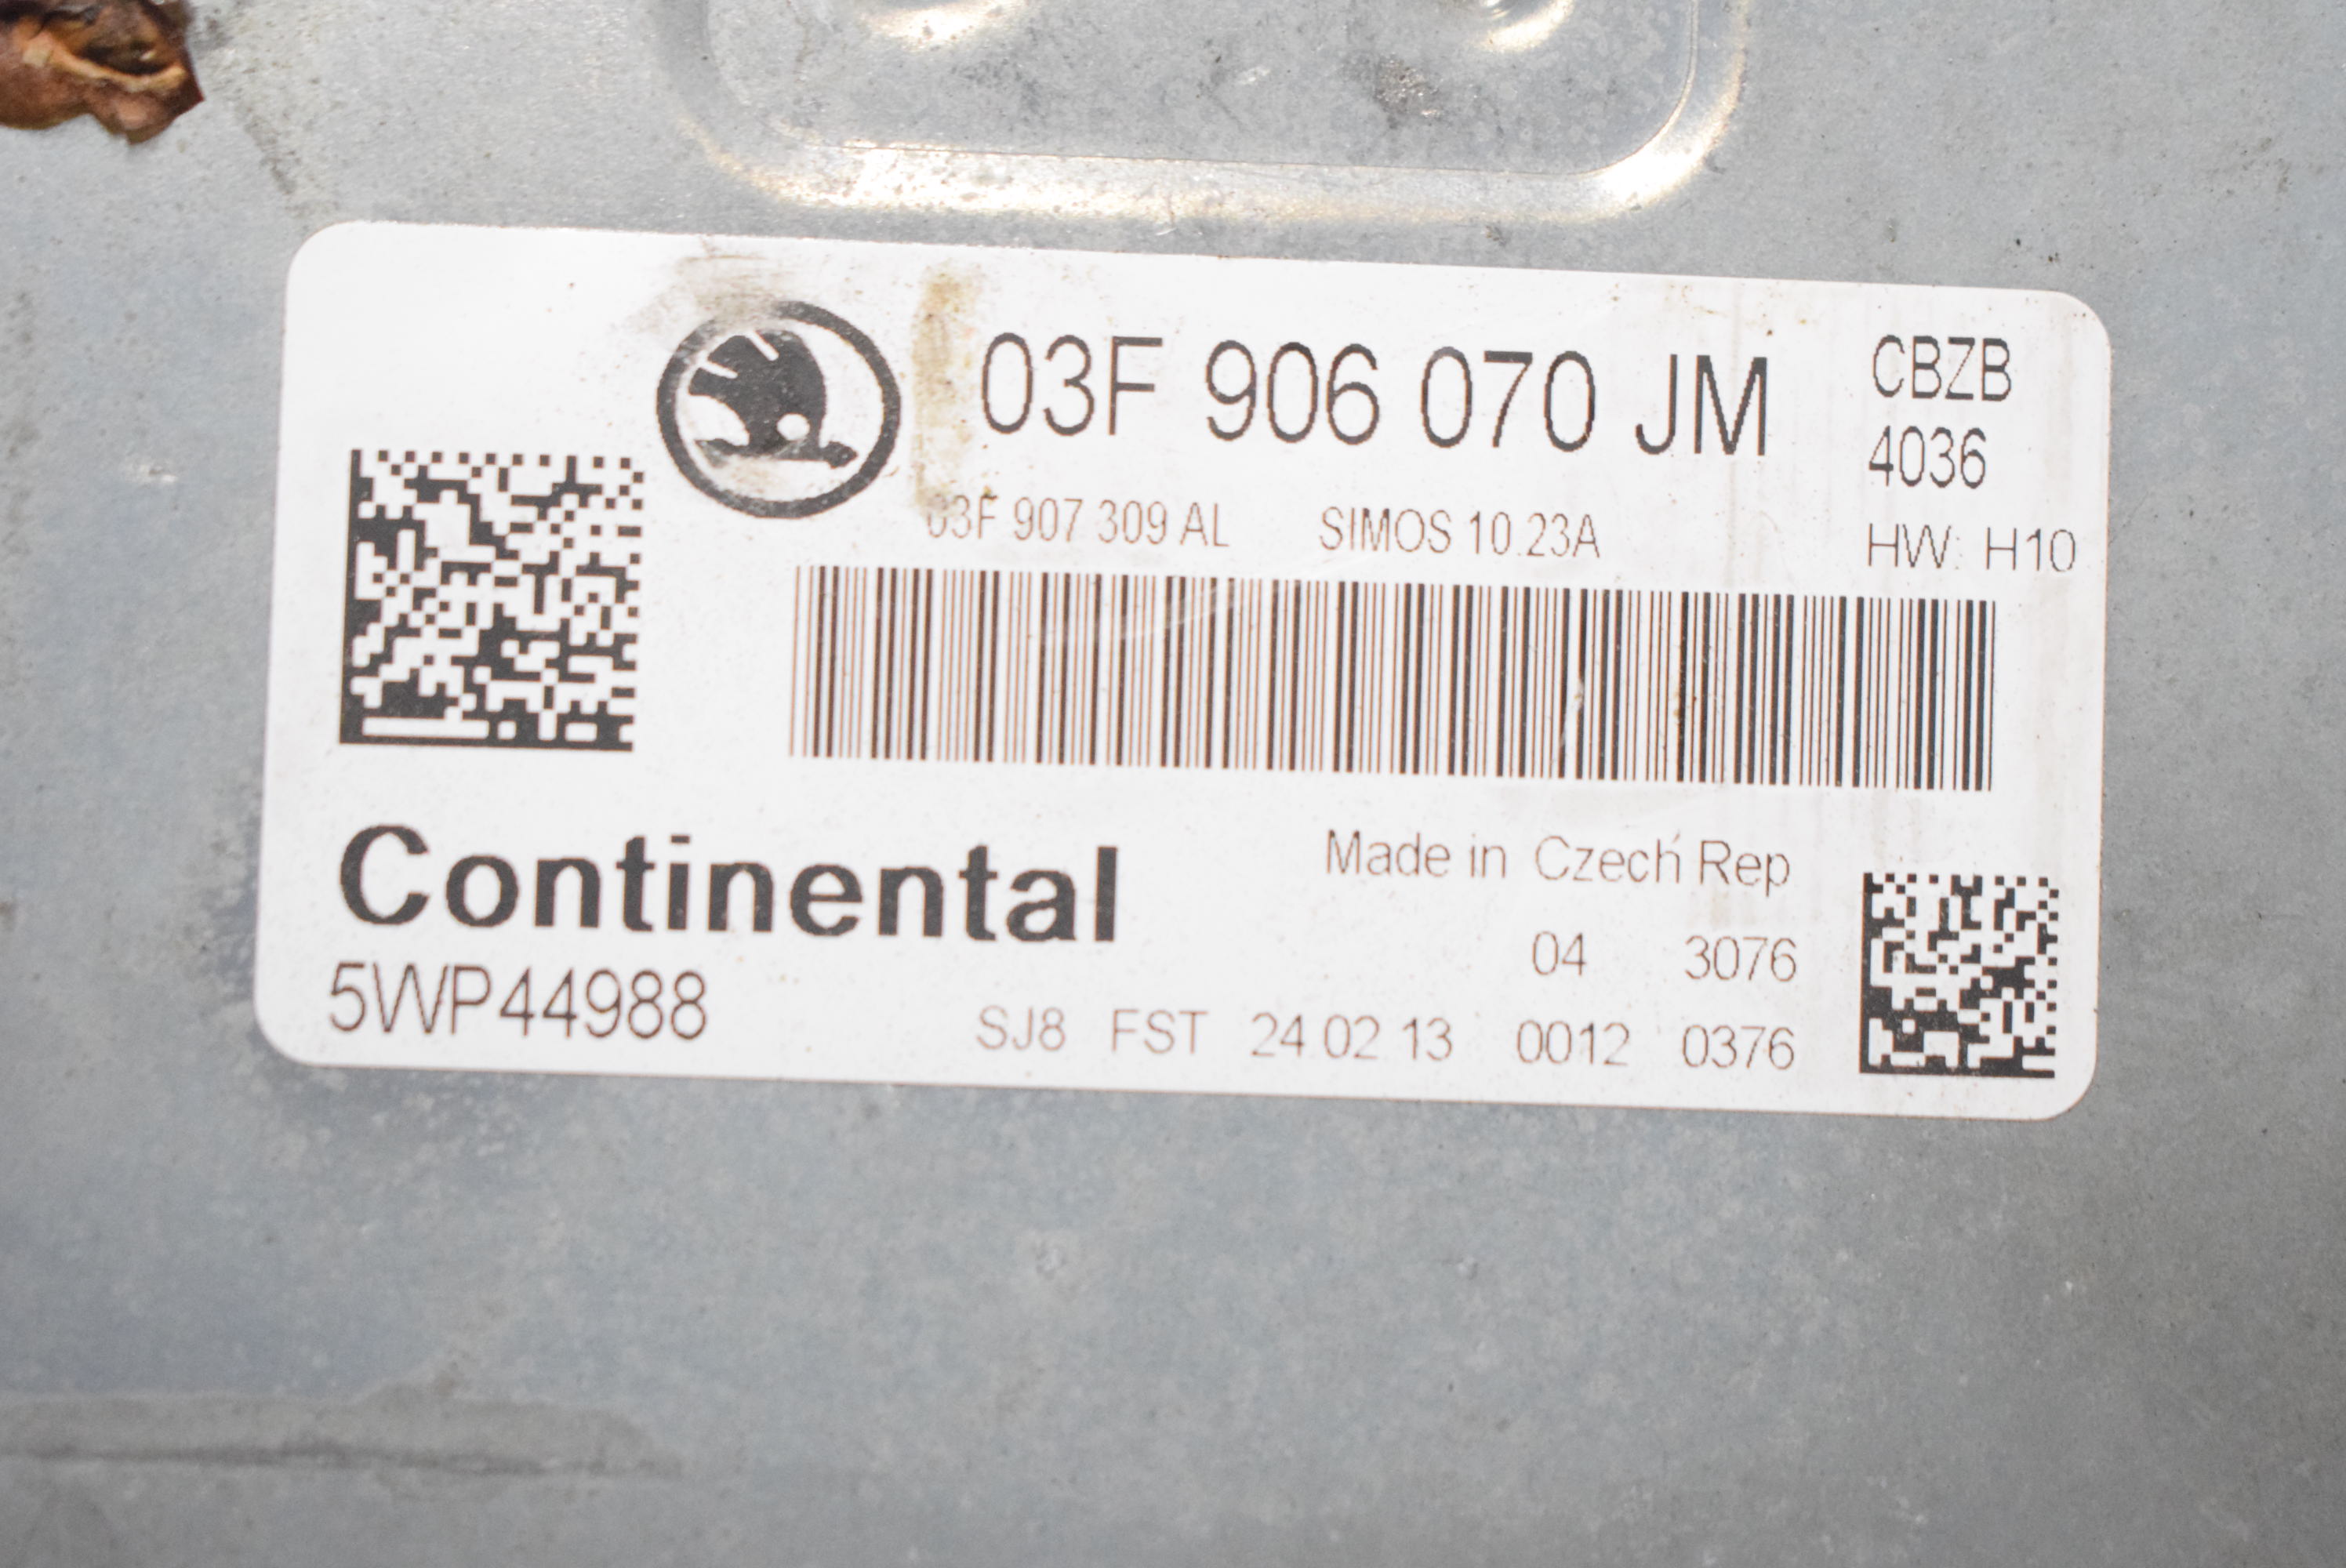 03F 906 070 JM CBZB
4036
03F 907 309 AL SIMOS 10.23A HW: H10
Continental
Made in Czech Rep
04 3076
5WP44988
SJ8 FST 24 02 13 0012 0376